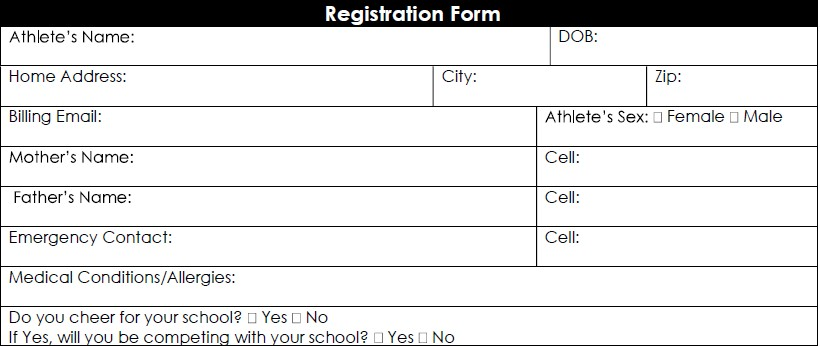 Registration Form
Athlete's Name: DOB:
Home Address: City: Zip:
Billing Email: Athlete's Sex: □ Female □ Male
Mother's Name: Cell:
Father's Name: Cell:
Emergency Contact: Cell:
Medical Conditions/Allergies:
Do you cheer for your school? □ Yes □ No
If Yes, will you be competing with your school? □ Yes □ No